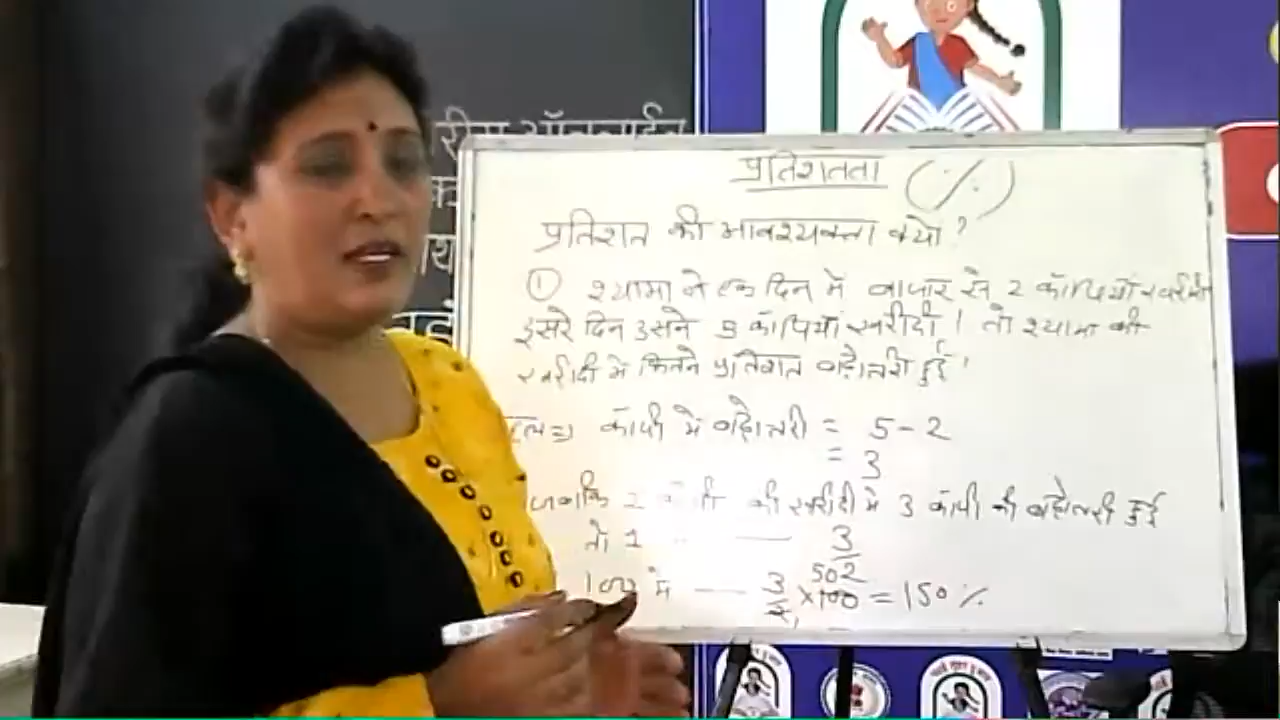 प्रतिशतता (%)
प्रतिशत की आवश्यक्ता क्यो?
① श्यामा ने एक दिन में बाजार से 2 कॉपियाँ खरीदी
दूसरे दिन उसने 5 कॉपियाँ खरीदी। तो श्यामा की
खरीदी में कितने प्रतिशत बढ़ोतरी हुई।
हल ⇒ कॉपी में बढ़ोतरी = 5 - 2
= 3
जबकि 2 कॉपी की खरीदी में 3 कॉपी की बढ़ोतरी हुई
तो 1 — 3/2
100 में — 3/2 × 100 = 150 %